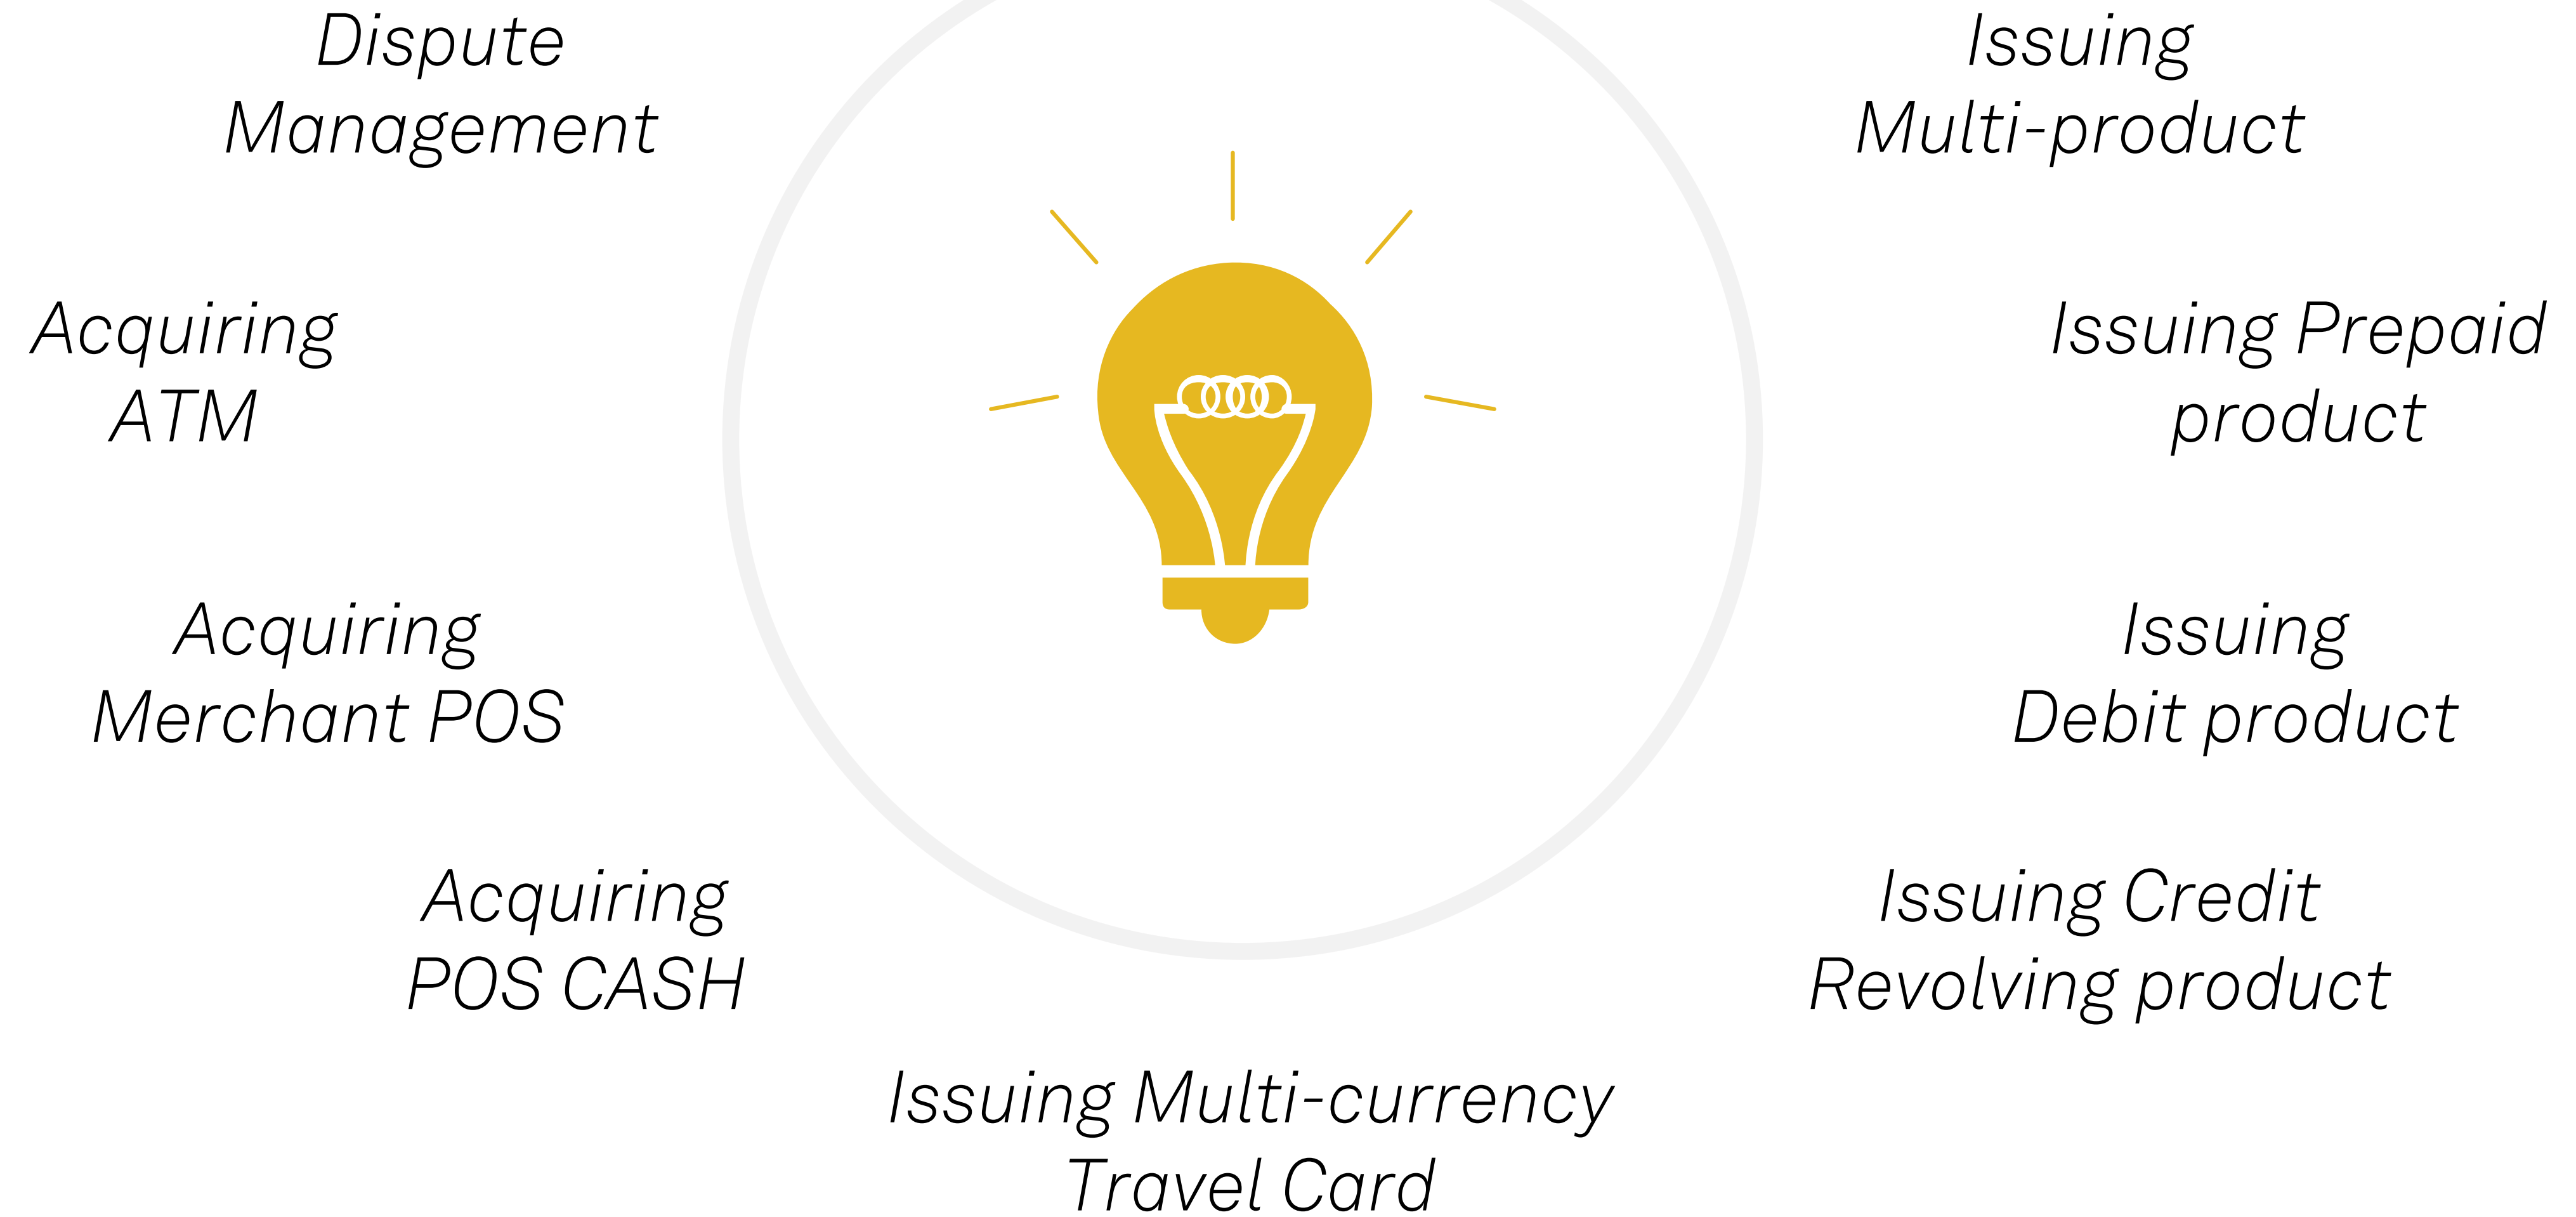 Dispute
Management
Issuing
Multi-product
Acquiring
ATM
Issuing Prepaid
product
Acquiring
Merchant POS
Issuing
Debit product
Acquiring
POS CASH
Issuing Credit
Revolving product
Issuing Multi-currency
Travel Card